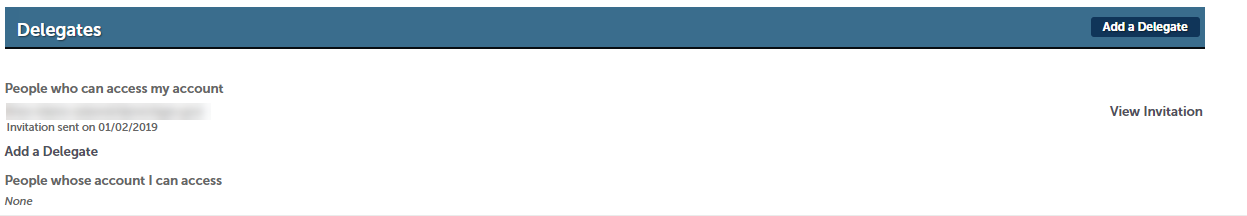 Delegates
Add a Delegate
People who can access my account
View Invitation
Invitation sent on 01/02/2019
Add a Delegate
People whose account I can access
None